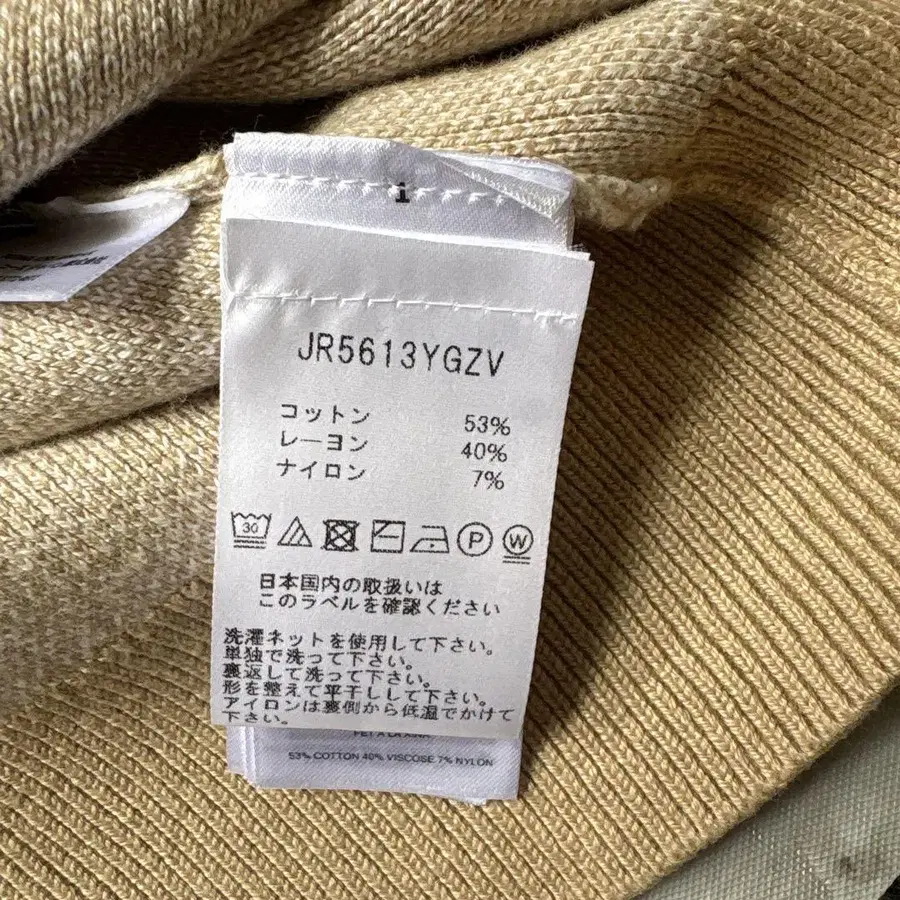 1
JR5613YGZV
コットン 53%
レーヨン 40%
ナイロン 7%
30
P
W
日本国内の取扱いは
このラベルを確認ください
洗濯ネットを使用して下さい。
単独で洗って下さい。
裏返して洗って下さい。
形を整えて平干しして下さい。
アイロンは裏側から低温でかけて
下さい。
53% COTTON 40% VISCOSE 7% NYLON